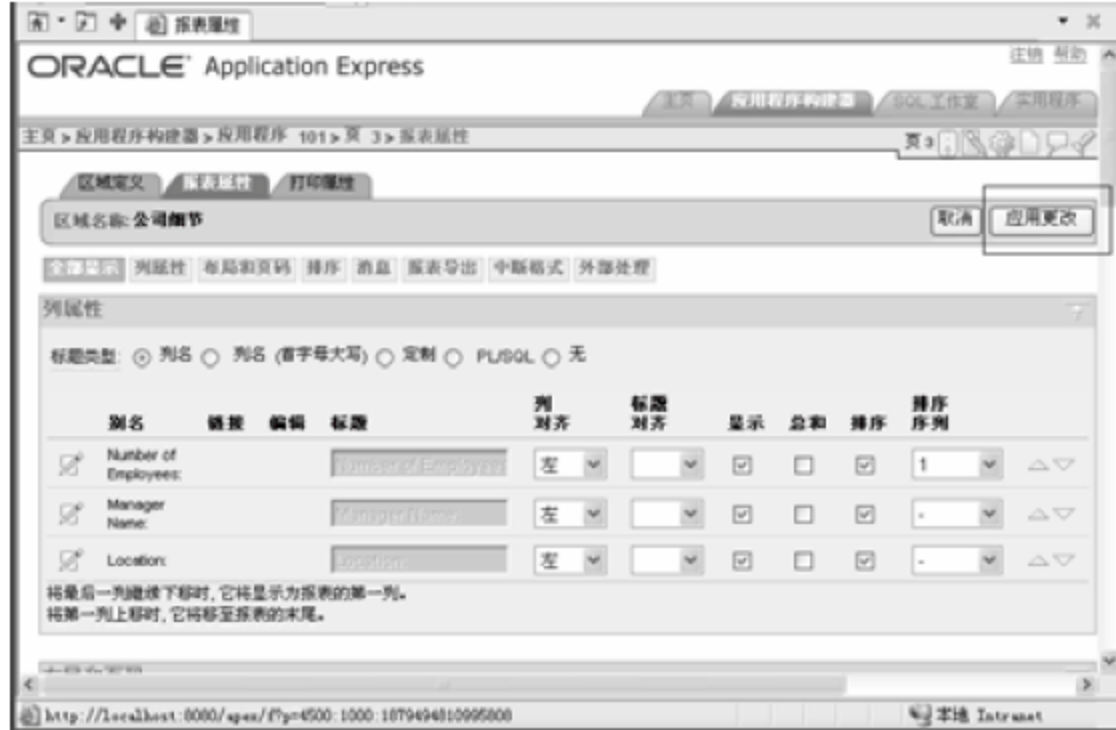 报表属性
ORACLE Application Express
注销 帮助
主页 应用程序构建器 SQL 工作室 实用程序
主页 > 应用程序构建器 > 应用程序 101 > 页 3 > 报表属性
页 3
区域定义 报表属性 打印属性
区域名称: 公司细节
取消 应用更改
全部显示 列属性 布局和页码 排序 消息 报表导出 中断格式 外部处理
列属性
标题类型: 列名 列名 (首字母大写) 定制 PL/SQL 无
别名 链接 编辑 标题 列对齐 标题对齐 显示 总和 排序 排序序列
Number of Employees: Number of Employees 左 1
Manager Name: Manager Name: 左 -
Location: Location: 左 -
将最后一列继续下移时, 它将显示为报表的第一列。
将第一列上移时, 它将移至报表的末尾。
http://localhost:8080/apex/f?p=4500:1000:1879494810995808
本地 Intranet